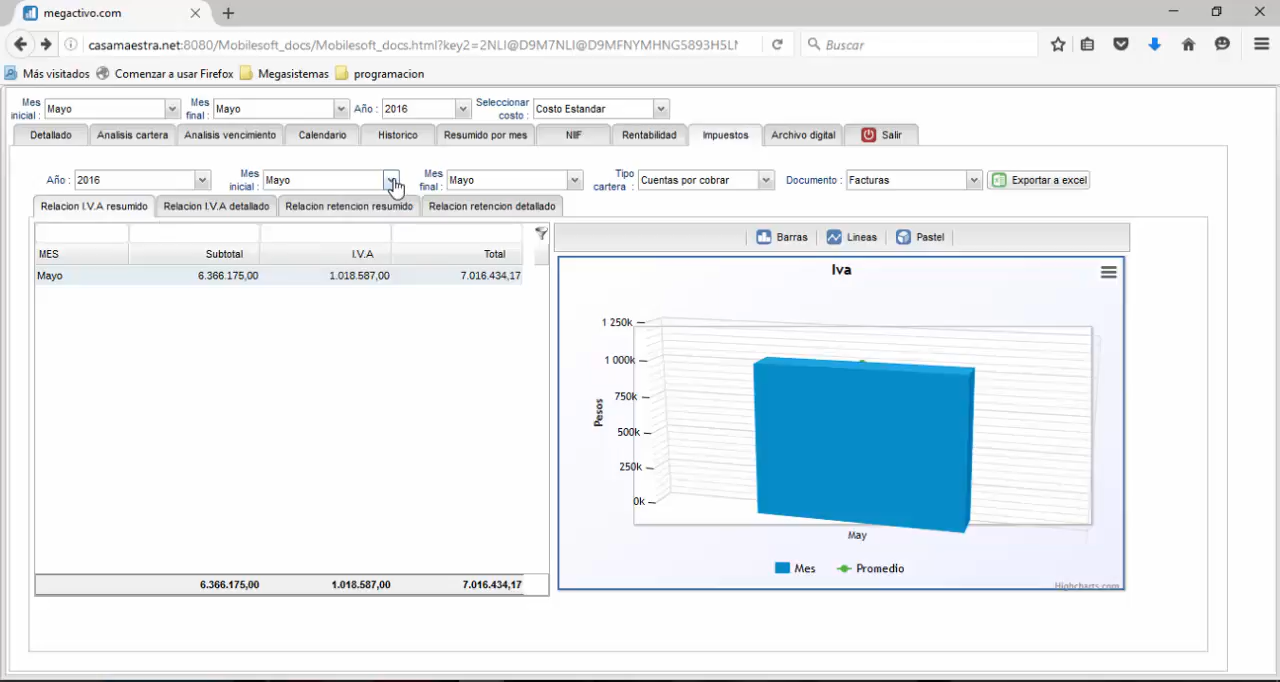 megactivo.com
casamaestra.net:8080/Mobilesoft_docs/Mobilesoft_docs.html?key2=2NLI@D9M7NLI@D9MFNYMHNG5893H5LN
Buscar
Más visitados Comenzar a usar Firefox Megasistemas programacion
Mes inicial : Mayo Mes final : Mayo Año : 2016 Seleccionar costo : Costo Estandar
Detallado Analisis cartera Analisis vencimiento Calendario Historico Resumido por mes NIIF Rentabilidad Impuestos Archivo digital Salir
Año : 2016 Mes inicial : Mayo Mes final : Mayo Tipo cartera : Cuentas por cobrar Documento : Facturas Exportar a excel
Relacion I.V.A resumido Relacion I.V.A detallado Relacion retencion resumido Relacion retencion detallado
Barras Lineas Pastel
MES Subtotal I.V.A Total
Mayo 6.366.175,00 1.018.587,00 7.016.434,17
Iva
1 250k
1 000k
750k
500k
250k
0k
Pesos
May
Mes Promedio
6.366.175,00 1.018.587,00 7.016.434,17
Highcharts.com